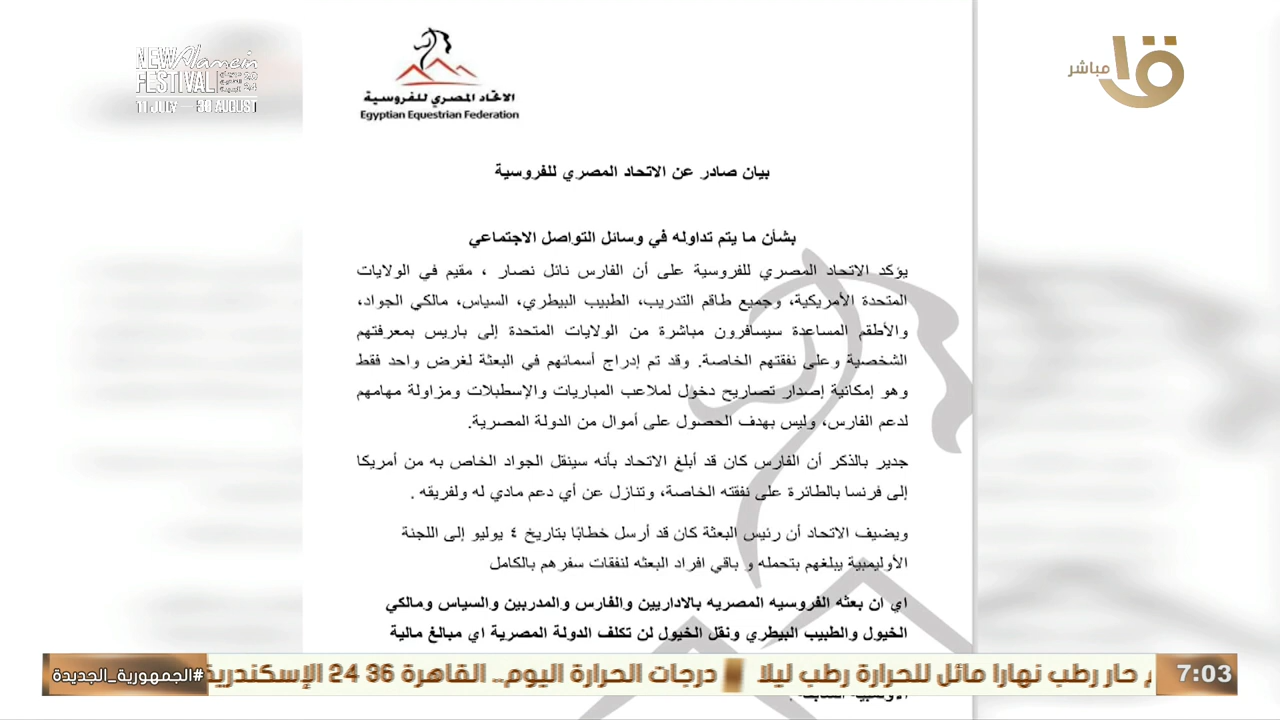 NEW Alamein
FESTIVAL
11 JULY — 30 AUGUST
مباشر
الاتحاد المصري للفروسية
Egyptian Equestrian Federation
بيان صادر عن الاتحاد المصري للفروسية
بشأن ما يتم تداوله في وسائل التواصل الاجتماعي
يؤكد الاتحاد المصري للفروسية على أن الفارس نائل نصار ، مقيم في الولايات
المتحدة الأمريكية، وجميع طاقم التدريب، الطبيب البيطري، السياس، مالكي الجواد،
والأطقم المساعدة سيسافرون مباشرة من الولايات المتحدة إلى باريس بمعرفتهم
الشخصية وعلى نفقتهم الخاصة. وقد تم إدراج أسمائهم في البعثة لغرض واحد فقط
وهو إمكانية إصدار تصاريح دخول لملاعب المباريات والإسطبلات ومزاولة مهامهم
لدعم الفارس، وليس بهدف الحصول على أموال من الدولة المصرية.
جدير بالذكر أن الفارس كان قد أبلغ الاتحاد بأنه سينقل الجواد الخاص به من أمريكا
إلى فرنسا بالطائرة على نفقته الخاصة، وتنازل عن أي دعم مادي له ولفريقه .
ويضيف الاتحاد أن رئيس البعثة كان قد أرسل خطابًا بتاريخ ٤ يوليو إلى اللجنة
الأوليمبية يبلغهم بتحمله و باقي افراد البعثه لنفقات سفرهم بالكامل
اي ان بعثه الفروسيه المصريه بالاداريين والفارس والمدربين والسياس ومالكي
الخيول والطبيب البيطري ونقل الخيول لن تكلف الدولة المصرية اي مبالغ مالية
7:03
حار رطب نهارا مائل للحرارة رطب ليلا
درجات الحرارة اليوم.. القاهرة 36 24 الإسكندرية
#الجمهورية_الجديدة